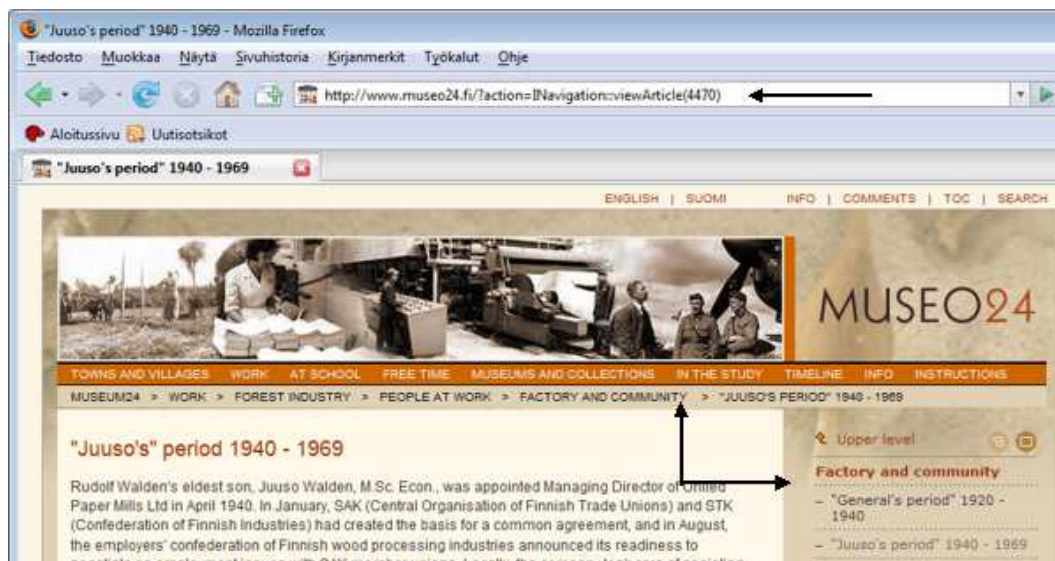 "Juuso's period" 1940 - 1969 - Mozilla Firefox
Tiedosto Muokkaa Näytä Sivuhistoria Kirjanmerkit Työkalut Ohje
http://www.museo24.fi/?action=INavigation::viewArticle(4470)
Aloitussivu Uutisotsikot
"Juuso's period" 1940 - 1969
ENGLISH | SUOMI INFO | COMMENTS | TOC | SEARCH
MUSEO24
TOWNS AND VILLAGES WORK AT SCHOOL FREE TIME MUSEUMS AND COLLECTIONS IN THE STUDY TIMELINE INFO INSTRUCTIONS
MUSEUM24 > WORK > FOREST INDUSTRY > PEOPLE AT WORK > FACTORY AND COMMUNITY > "JUUSO'S PERIOD" 1940 - 1969
"Juuso's" period 1940 - 1969
Rudolf Walden's eldest son, Juuso Walden, M.Sc. Econ., was appointed Managing Director of United
Paper Mills Ltd in April 1940. In January, SAK (Central Organisation of Finnish Trade Unions) and STK
(Confederation of Finnish Industries) had created the basis for a common agreement, and in August,
the employers' confederation of Finnish wood processing industries announced its readiness to
Upper level
Factory and community
– "General's period" 1920 -
1940
– "Juuso's period" 1940 - 1969